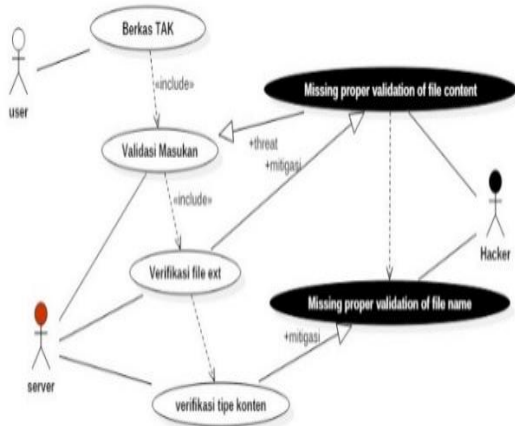 Berkas TAK
user
«include»
Missing proper validation of file content
Validasi Masukan
+threat
+mitigasi
«include»
Hacker
Verifikasi file ext
Missing proper validation of file name
server
+mitigasi
verifikasi tipe konten